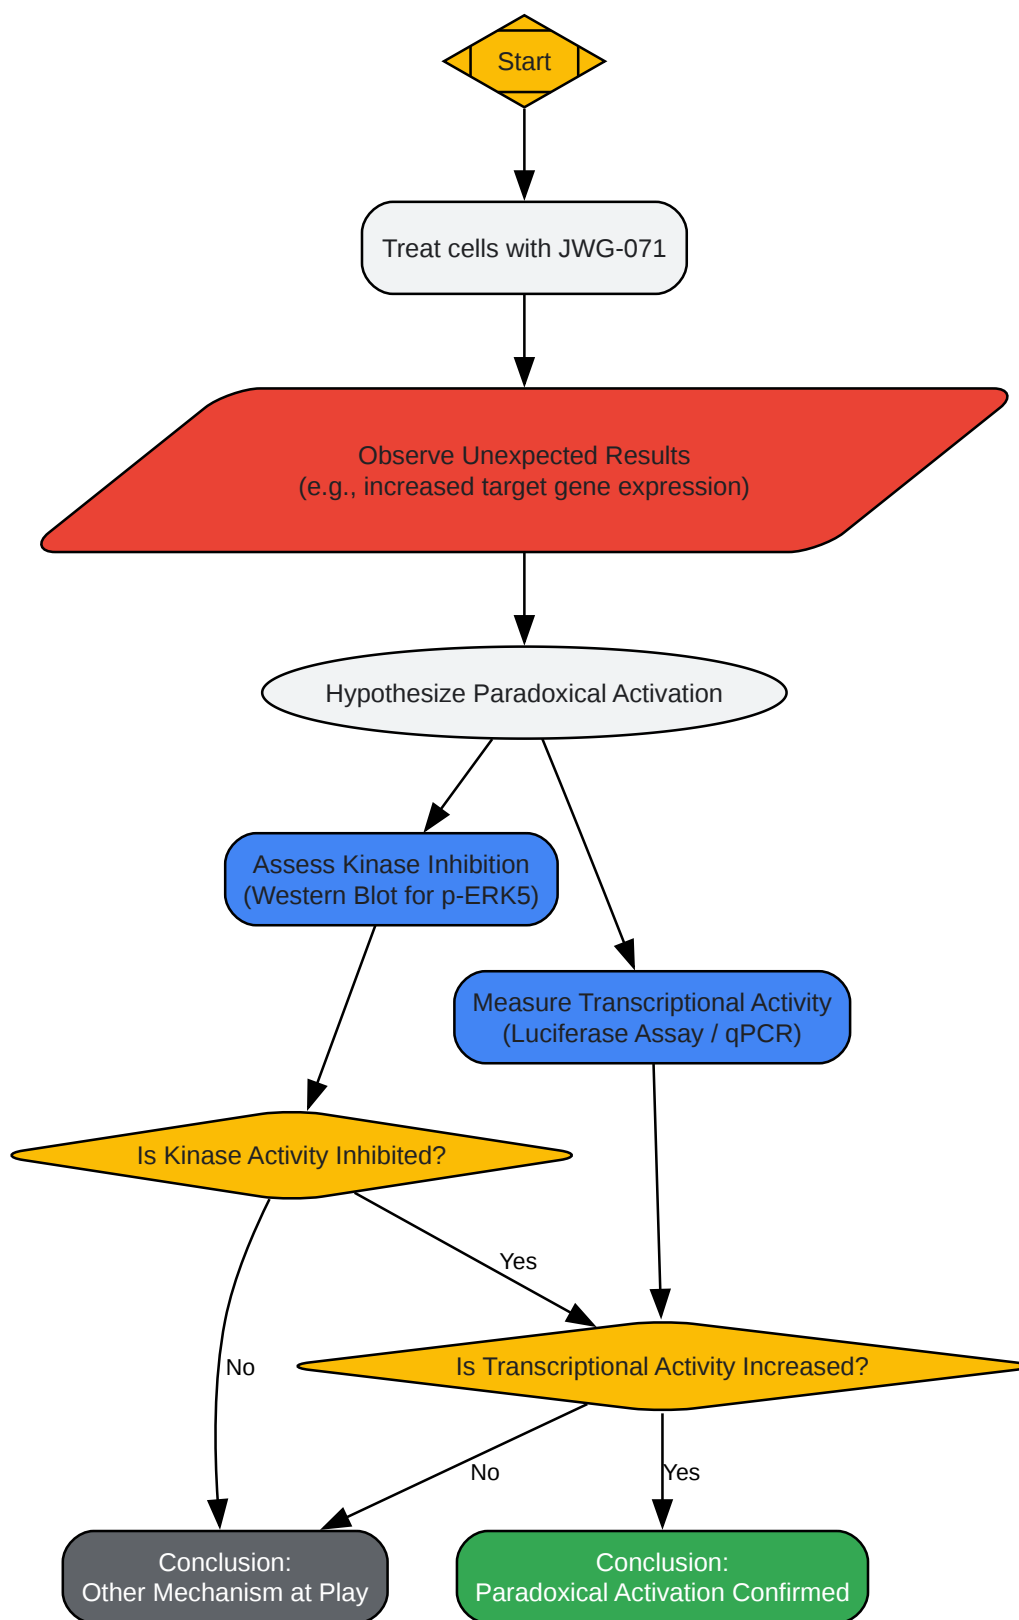 Start
Treat cells with JWG-071
Observe Unexpected Results
(e.g., increased target gene expression)
Hypothesize Paradoxical Activation
Assess Kinase Inhibition
(Western Blot for p-ERK5)
Measure Transcriptional Activity
(Luciferase Assay / qPCR)
Is Kinase Activity Inhibited?
Yes
No
Is Transcriptional Activity Increased?
No
Yes
Conclusion:
Other Mechanism at Play
Conclusion:
Paradoxical Activation Confirmed